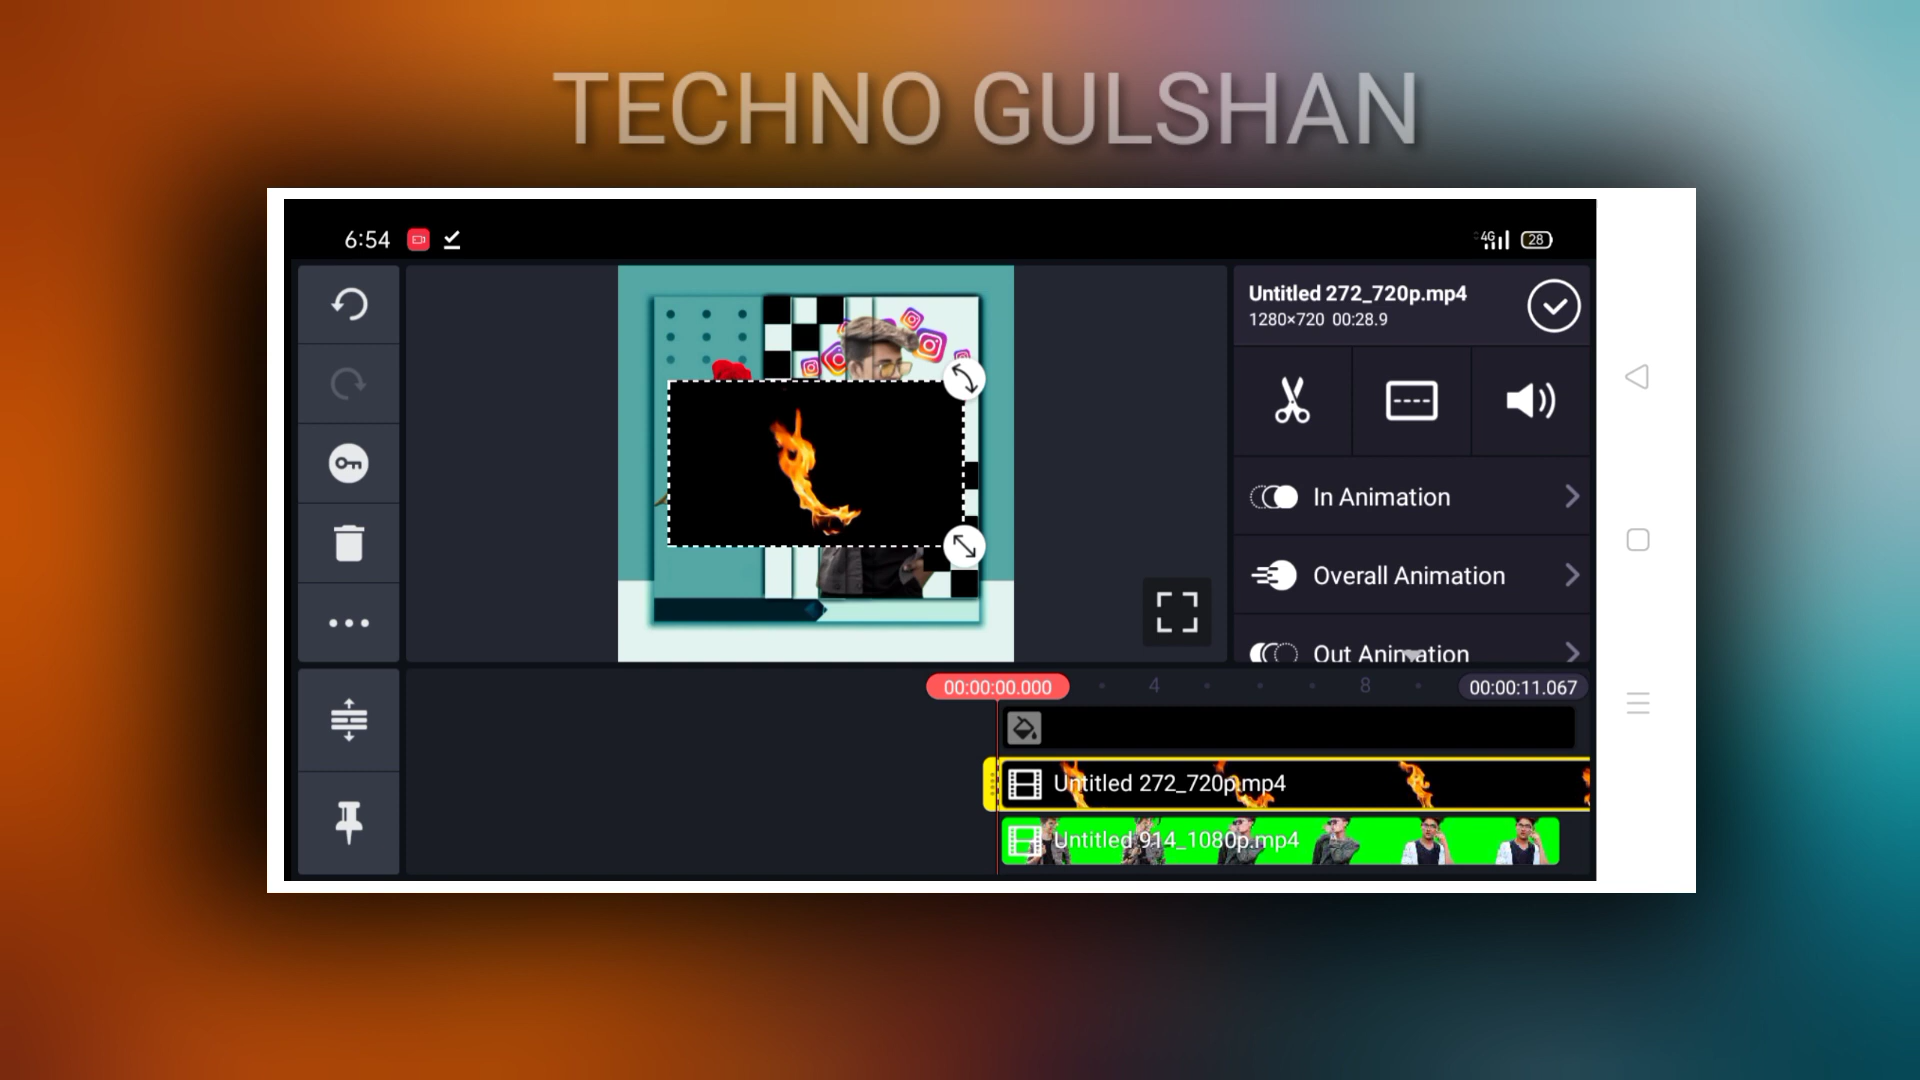 TECHNO GULSHAN
6:54
4G
28
Untitled 272_720p.mp4
1280×720 00:28.9
In Animation
Overall Animation
Out Animation
00:00:00.000
4
8
00:00:11.067
Untitled 272_720p.mp4
Untitled 914_1080p.mp4